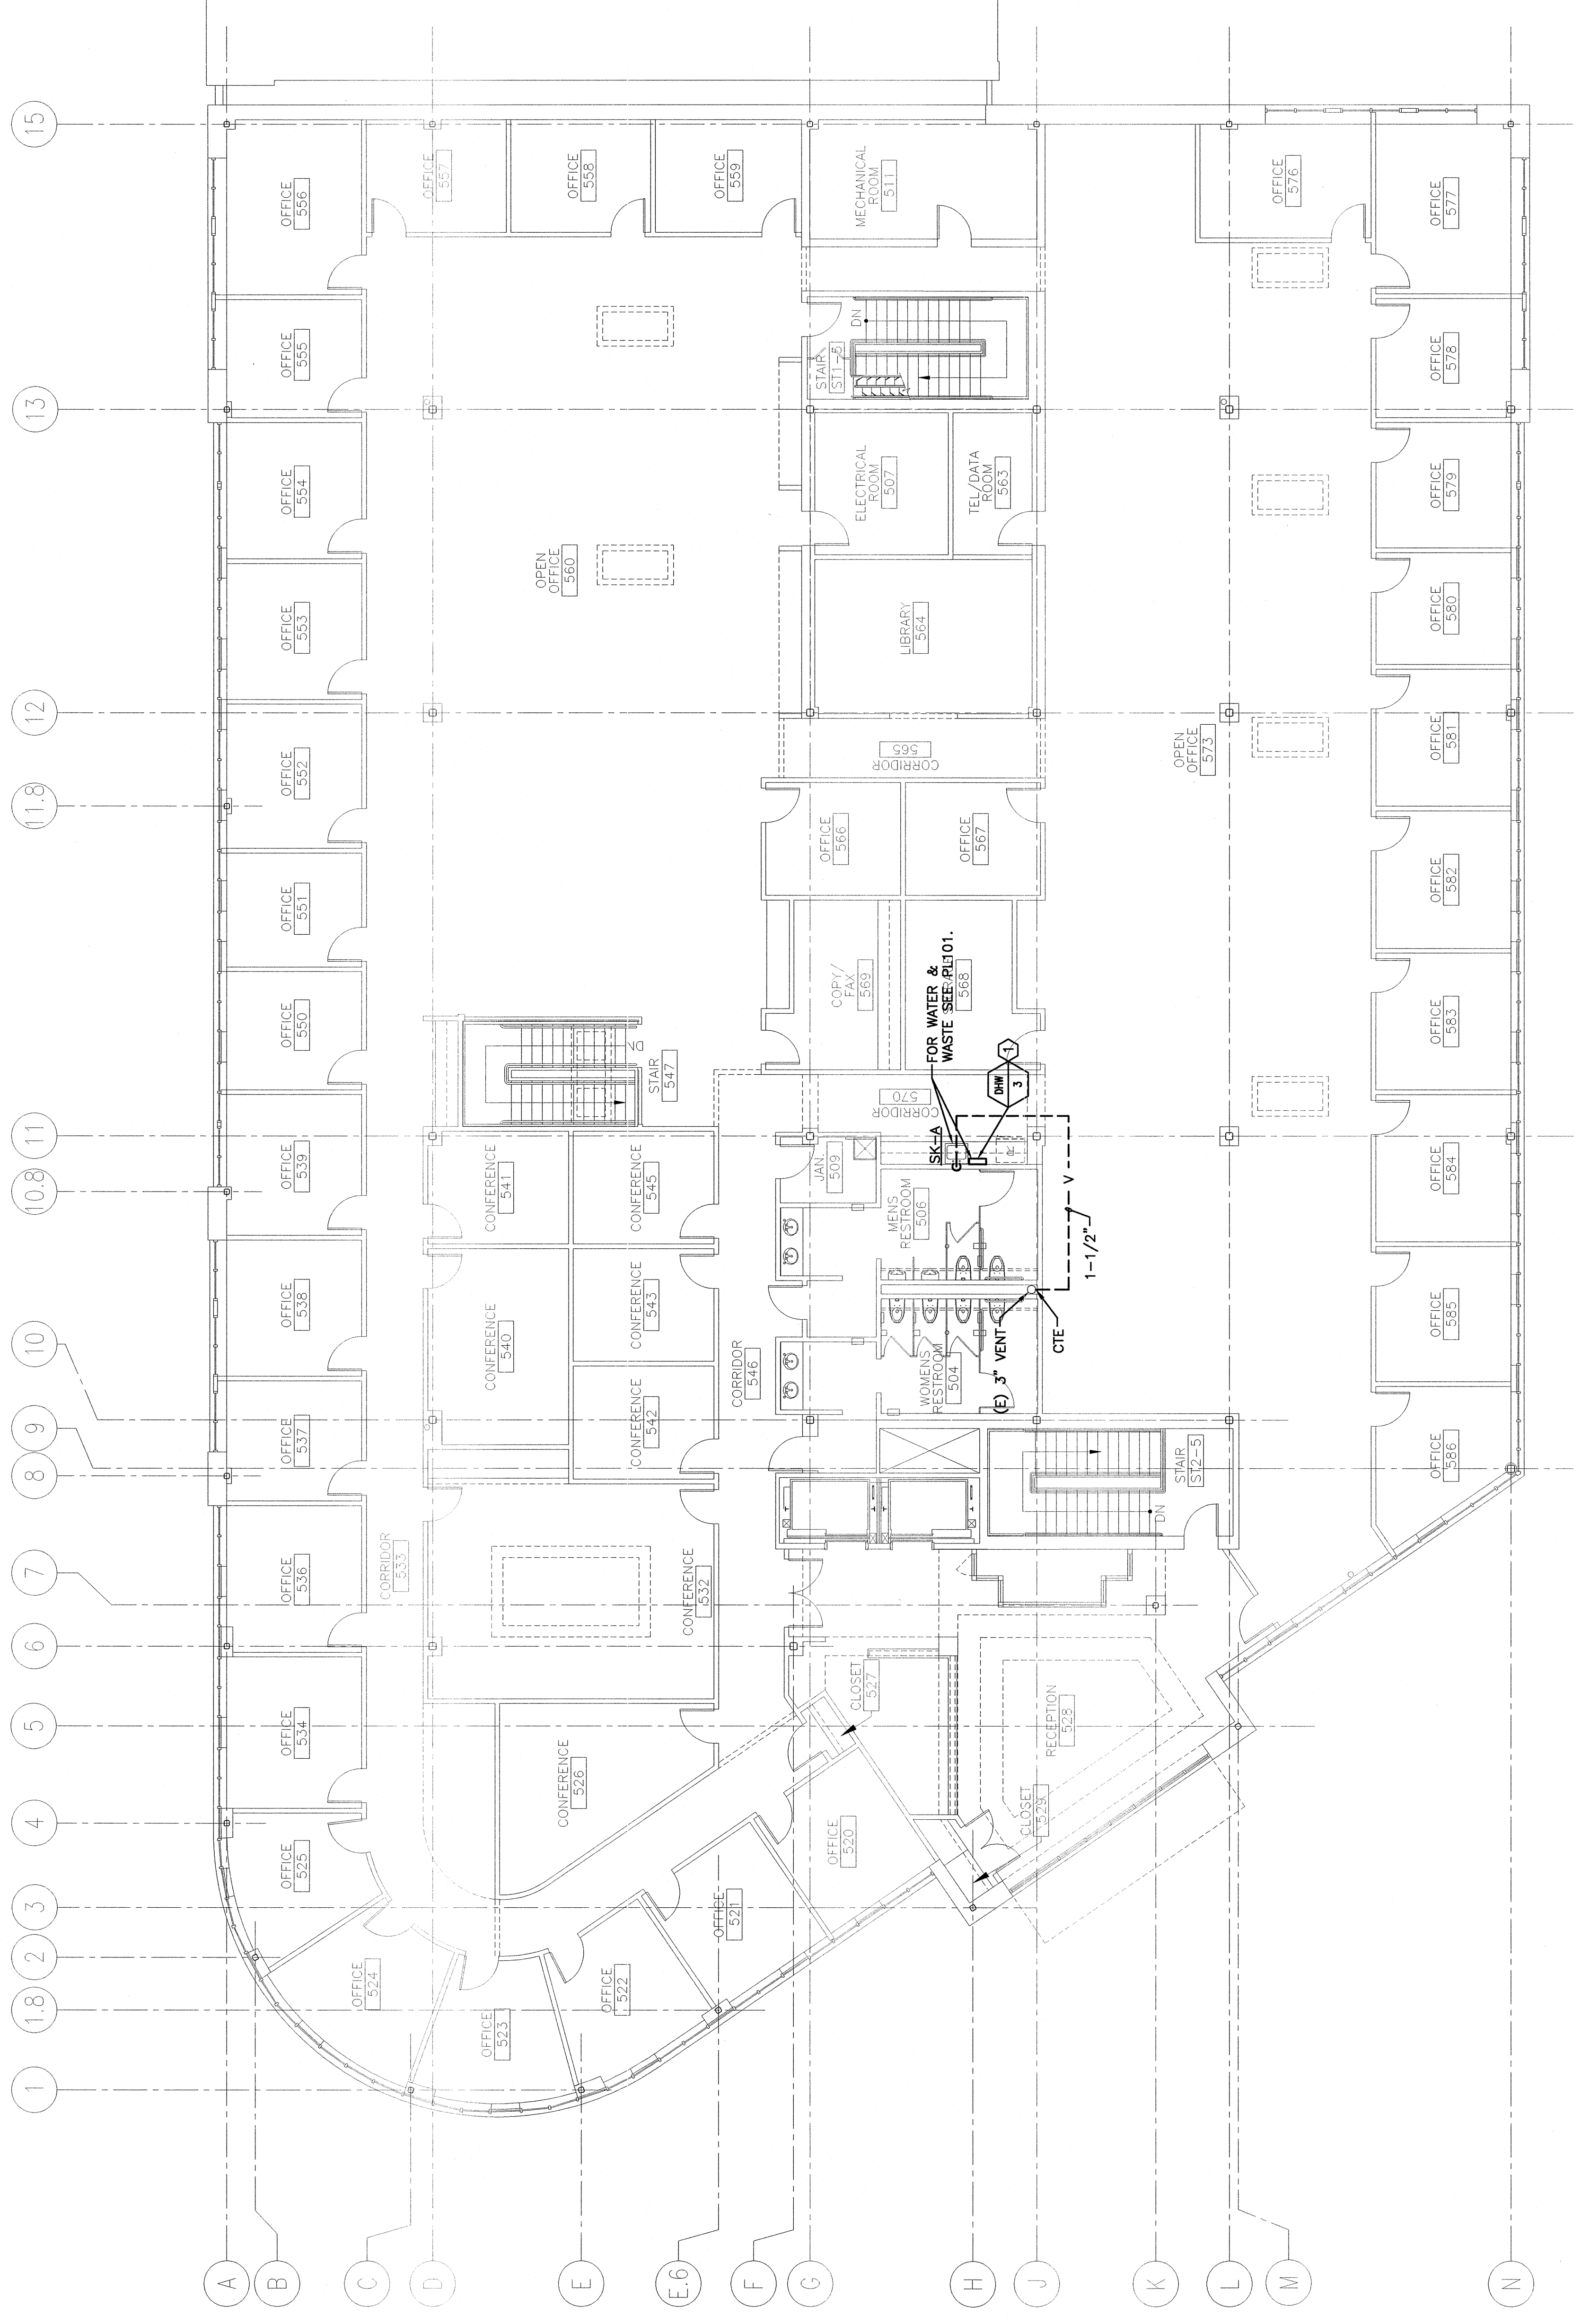 15
13
12
11.8
11
10.8
10
9
8
7
6
5
4
3
2
1.8
1
A
B
C
D
E
E.6
F
G
H
J
K
L
M
N
OFFICE
556
OFFICE
557
OFFICE
558
OFFICE
559
MECHANICAL
ROOM
511
OFFICE
576
OFFICE
577
OFFICE
555
STAIR
ST1-5
DN
OFFICE
578
OFFICE
554
ELECTRICAL
ROOM
507
TEL/DATA
ROOM
563
OFFICE
579
OPEN
OFFICE
560
OFFICE
553
LIBRARY
564
OFFICE
580
OFFICE
552
CORRIDOR
565
OPEN
OFFICE
573
OFFICE
581
OFFICE
551
OFFICE
566
OFFICE
567
OFFICE
582
OFFICE
550
COPY/
FAX
569
568
FOR WATER &
WASTE SEE PL101.
OFFICE
583
STAIR
547
DN
CORRIDOR
570
DHW
3
1
SK-A
R
OFFICE
539
CONFERENCE
541
CONFERENCE
545
JAN.
509
MENS
RESTROOM
506
V
1-1/2"
OFFICE
584
OFFICE
538
CONFERENCE
540
CONFERENCE
543
(E) 3" VENT
CTE
OFFICE
585
OFFICE
537
CONFERENCE
542
CORRIDOR
546
WOMENS
RESTROOM
504
STAIR
ST2-5
DN
OFFICE
586
OFFICE
536
CORRIDOR
533
CONFERENCE
532
OFFICE
534
CONFERENCE
526
CLOSET
527
RECEPTION
528
OFFICE
525
OFFICE
520
CLOSET
529
OFFICE
524
OFFICE
521
OFFICE
522
OFFICE
523